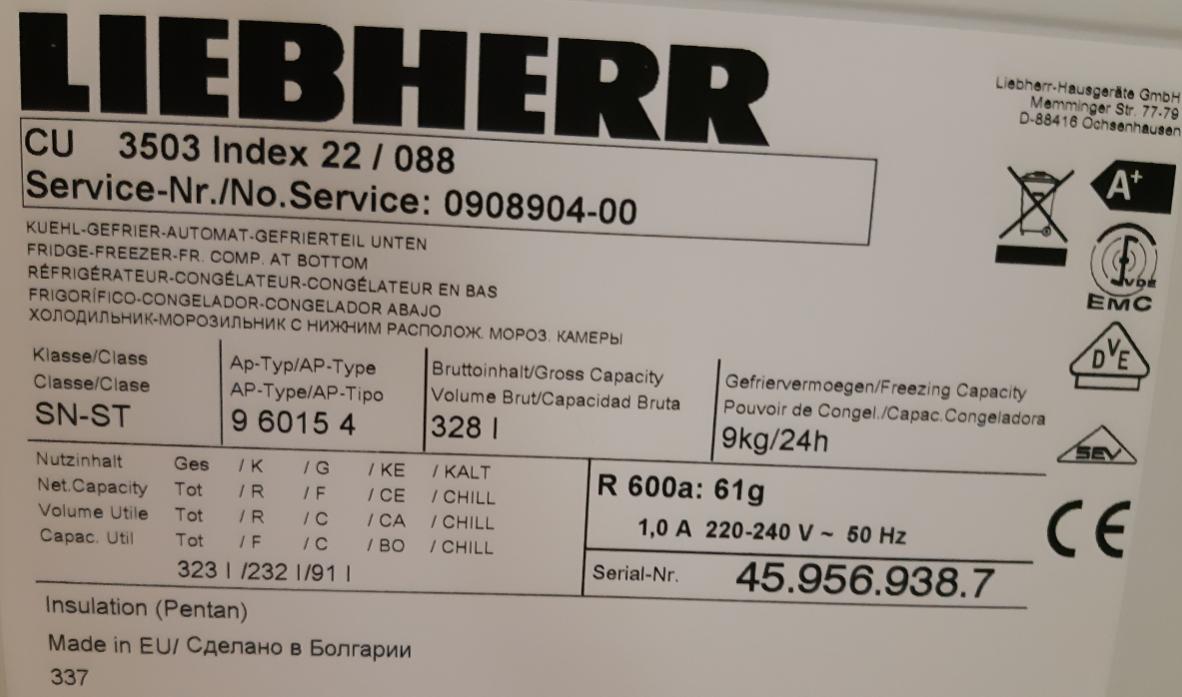 LIEBHERR
Liebherr-Hausgeräte GmbH
Memminger Str. 77-79
D-88416 Ochsenhausen
CU 3503 Index 22 / 088
Service-Nr./No.Service: 0908904-00
A+
KUEHL-GEFRIER-AUTOMAT-GEFRIERTEIL UNTEN
FRIDGE-FREEZER-FR. COMP. AT BOTTOM
RÉFRIGÉRATEUR-CONGÉLATEUR-CONGÉLATEUR EN BAS
FRIGORÍFICO-CONGELADOR-CONGELADOR ABAJO
ХОЛОДИЛЬНИК-МОРОЗИЛЬНИК С НИЖНИМ РАСПОЛОЖ. МОРОЗ. КАМЕРЫ
VDE
EMC
DVE
SEV
CE
Klasse/Class
Classe/Clase
SN-ST
Ap-Typ/AP-Type
AP-Type/AP-Tipo
9 6015 4
Bruttoinhalt/Gross Capacity
Volume Brut/Capacidad Bruta
328 l
Gefriervermoegen/Freezing Capacity
Pouvoir de Congel./Capac.Congeladora
9kg/24h
Nutzinhalt Ges / K / G / KE / KALT
Net.Capacity Tot / R / F / CE / CHILL
Volume Utile Tot / R / C / CA / CHILL
Capac. Util Tot / F / C / BO / CHILL
323 l /232 l/91 l
R 600a: 61g
1,0 A 220-240 V ~ 50 Hz
Serial-Nr. 45.956.938.7
Insulation (Pentan)
Made in EU/ Сделано в Болгарии
337